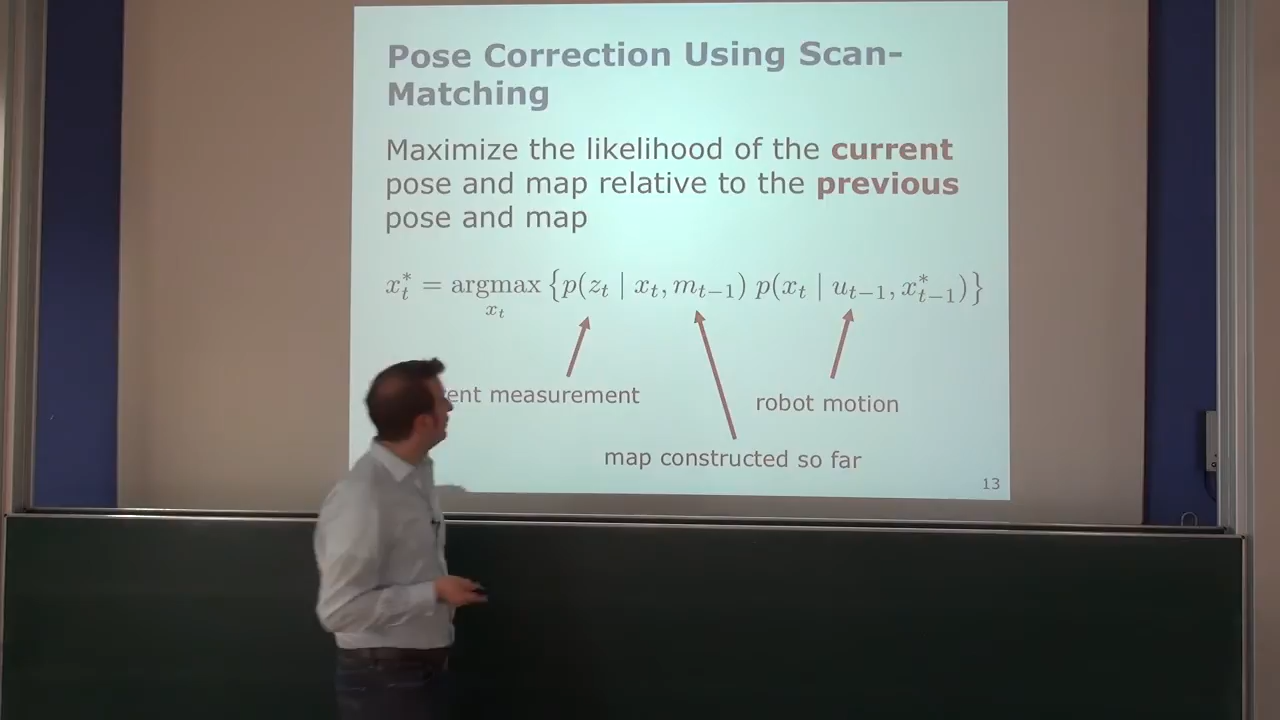 Pose Correction Using Scan-
Matching
Maximize the likelihood of the current
pose and map relative to the previous
pose and map
x_t^* = argmax_{x_t} {p(z_t | x_t, m_{t−1}) p(x_t | u_{t−1}, x_{t−1}^*)}
measurement
robot motion
map constructed so far
13